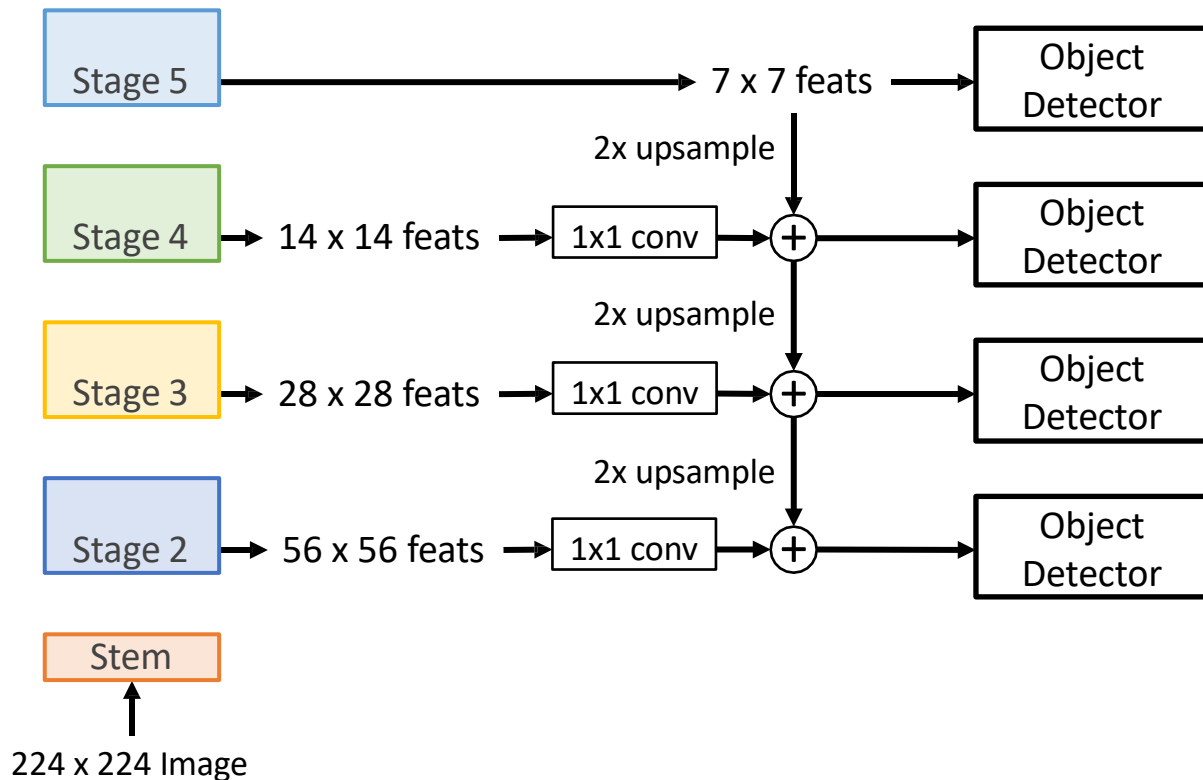 Stage 5
7 x 7 feats
Object
Detector
2x upsample
Stage 4
14 x 14 feats
1x1 conv
+
Object
Detector
2x upsample
Stage 3
28 x 28 feats
1x1 conv
+
Object
Detector
2x upsample
Stage 2
56 x 56 feats
1x1 conv
+
Object
Detector
Stem
224 x 224 Image